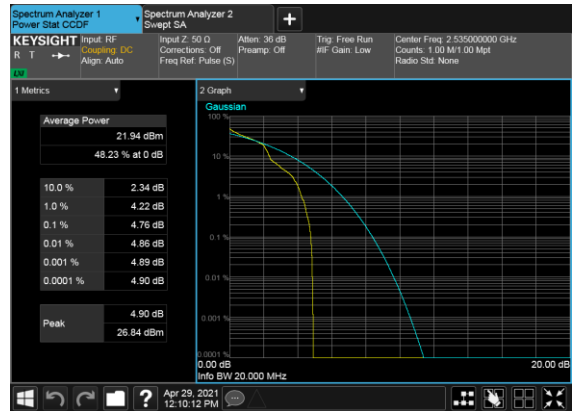 Spectrum Analyzer 1
Power Stat CCDF
Spectrum Analyzer 2
Swept SA
KEYSIGHT
R T
LXI
Input: RF
Coupling: DC
Align: Auto
Input Z: 50 Ω
Corrections: Off
Freq Ref: Pulse (S)
Atten: 36 dB
Preamp: Off
Trig: Free Run
#IF Gain: Low
Center Freq: 2.535000000 GHz
Counts: 1.00 M/1.00 Mpt
Radio Std: None
1 Metrics
Average Power
21.94 dBm
48.23 % at 0 dB
10.0 % 2.34 dB
1.0 % 4.22 dB
0.1 % 4.76 dB
0.01 % 4.86 dB
0.001 % 4.89 dB
0.0001 % 4.90 dB
Peak
4.90 dB
26.84 dBm
2 Graph
Gaussian
100 %
10 %
1 %
0.1 %
0.01 %
0.001 %
0.0001 %
0.00 dB
20.00 dB
Info BW 20.000 MHz
Apr 29, 2021
12:10:12 PM